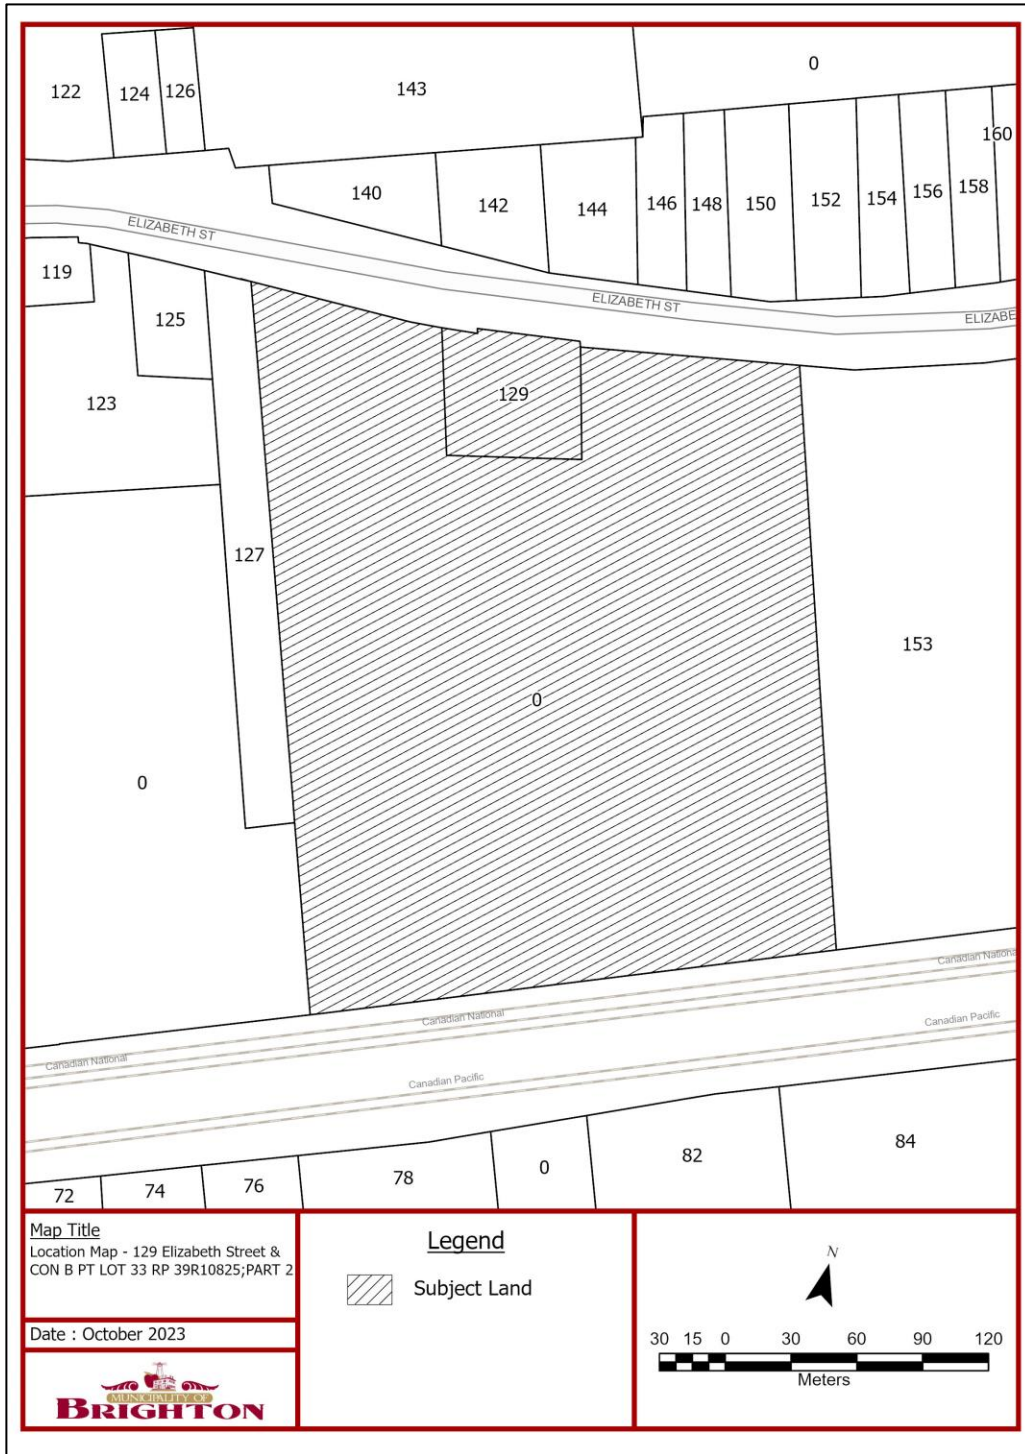 0
122
124
126
143
160
140
142
144
146
148
150
152
154
156
158
ELIZABETH ST
ELIZABETH ST
ELIZABE
119
125
123
129
127
153
0
0
Canadian National
Canadian National
Canadian National
Canadian Pacific
Canadian Pacific
72
74
76
78
0
82
84
Map Title
Location Map - 129 Elizabeth Street &
CON B PT LOT 33 RP 39R10825;PART 2
Date : October 2023
MUNICIPALITY OF
BRIGHTON
Legend
Subject Land
N
30 15 0 30 60 90 120
Meters